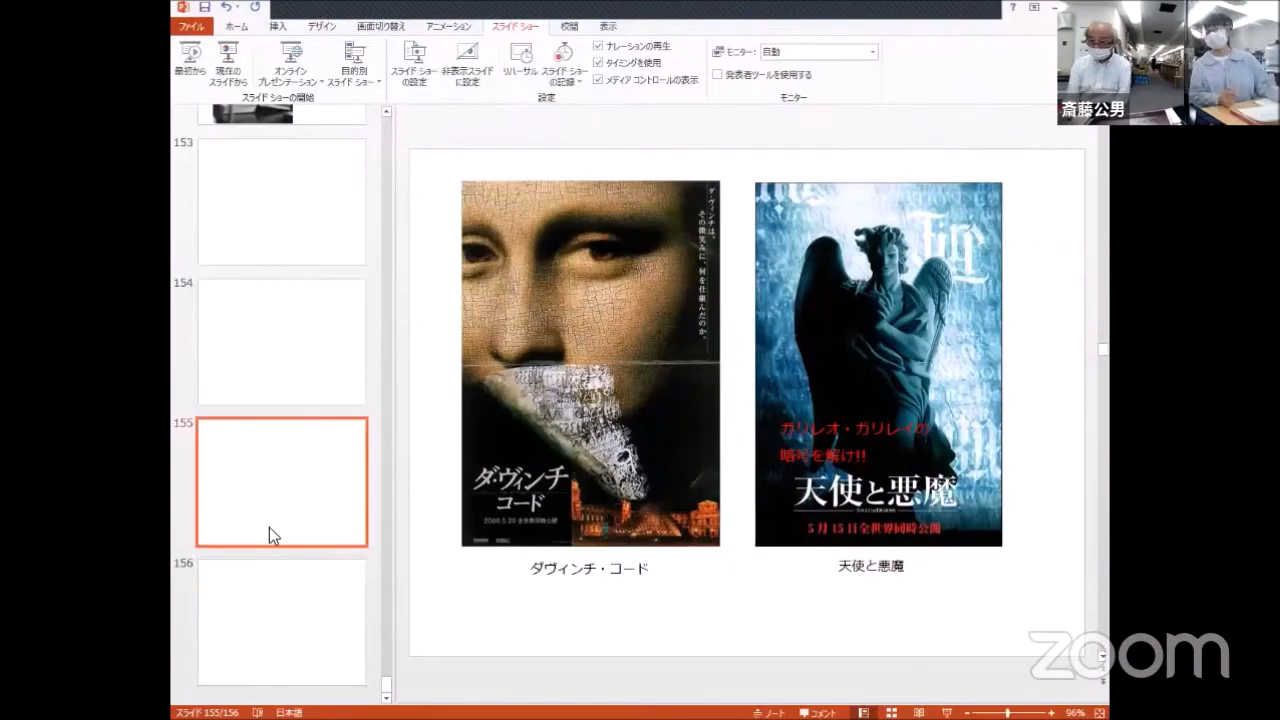 ファイル
ホーム
挿入
デザイン
画面切り替え
アニメーション
スライド ショー
校閲
表示
?
最初から
現在の
スライドから
オンライン
プレゼンテーション
目的別
スライド ショー
スライド ショーの開始
スライド ショー
の設定
非表示スライド
に設定
リハーサル
スライド ショー
の記録
ナレーションの再生
タイミングを使用
メディア コントロールの表示
設定
モニター:
自動
発表者ツールを使用する
モニター
斎藤公男
153
154
155
156
ダ・ヴィンチは、
その微笑みに、何を仕組んだのか。
ダ・ヴィンチ
コード
2006.5.20 全世界同時公開
ダヴィンチ・コード
ガリレオ・ガリレイの
暗号を解け!!
天使と悪魔
5月15日全世界同時公開
天使と悪魔
zoom
スライド 155/156
日本語
ノート
コメント
96%